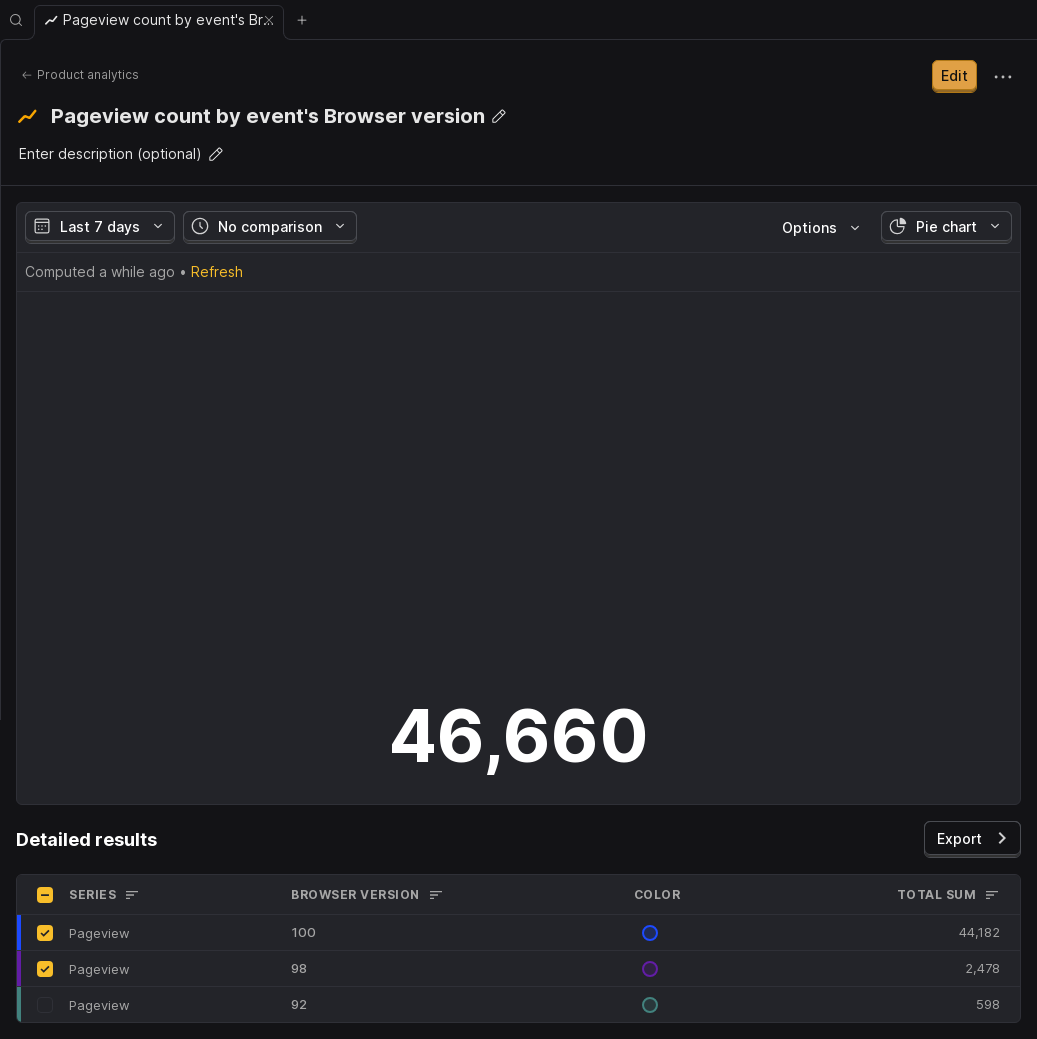 Pageview count by event's Br...
Product analytics
Edit
Pageview count by event's Browser version
Enter description (optional)
Last 7 days
No comparison
Options
Pie chart
Computed a while ago • Refresh
46,660
Detailed results
Export
SERIES BROWSER VERSION COLOR TOTAL SUM
Pageview 100 44,182
Pageview 98 2,478
Pageview 92 598